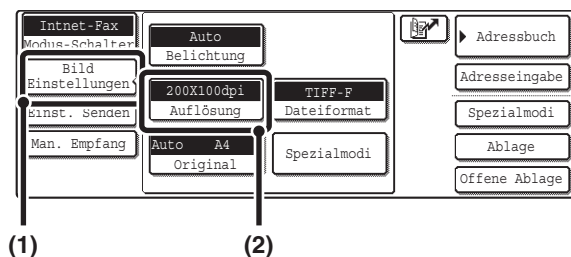 Intnet-Fax
Modus-Schalter
Bild
Einstellungen
Einst. Senden
Man. Empfang
Auto
Belichtung
200X100dpi
Auflösung
TIFF-F
Dateiformat
Auto A4
Original
Spezialmodi
Adressbuch
Adresseingabe
Spezialmodi
Ablage
Offene Ablage
(1)
(2)